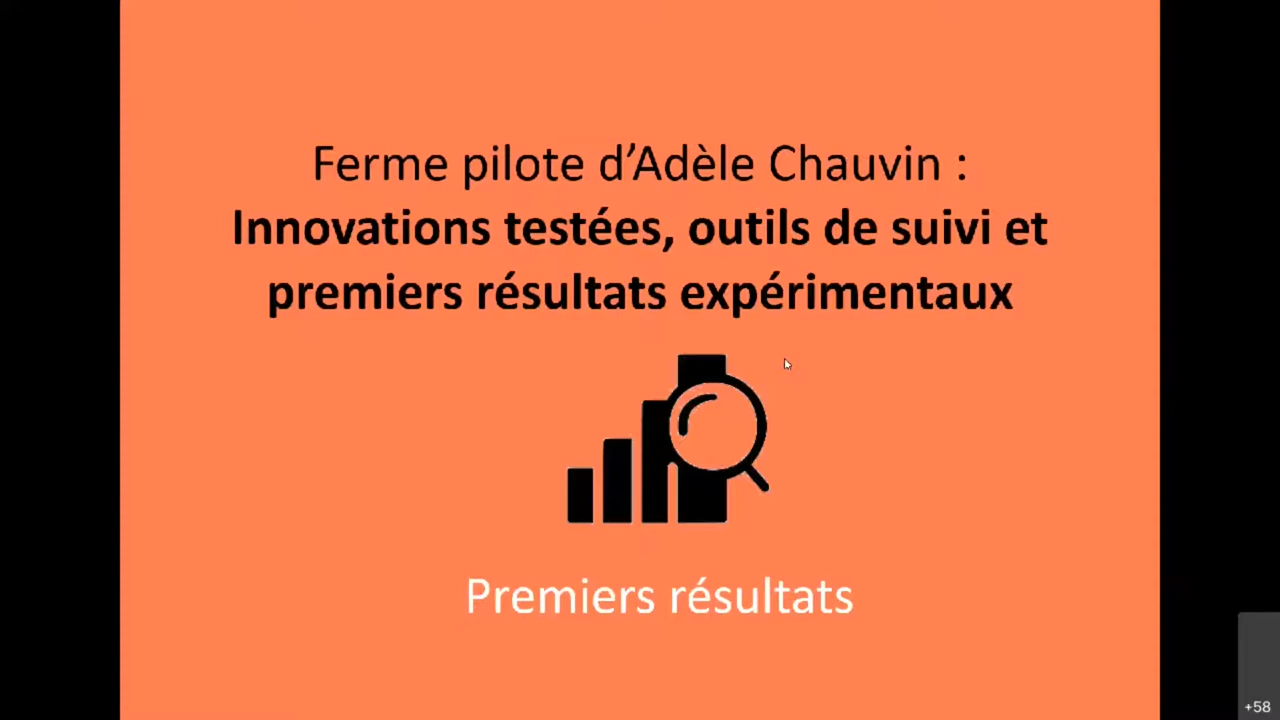 Ferme pilote d’Adèle Chauvin :
Innovations testées, outils de suivi et
premiers résultats expérimentaux
Premiers résultats
+58